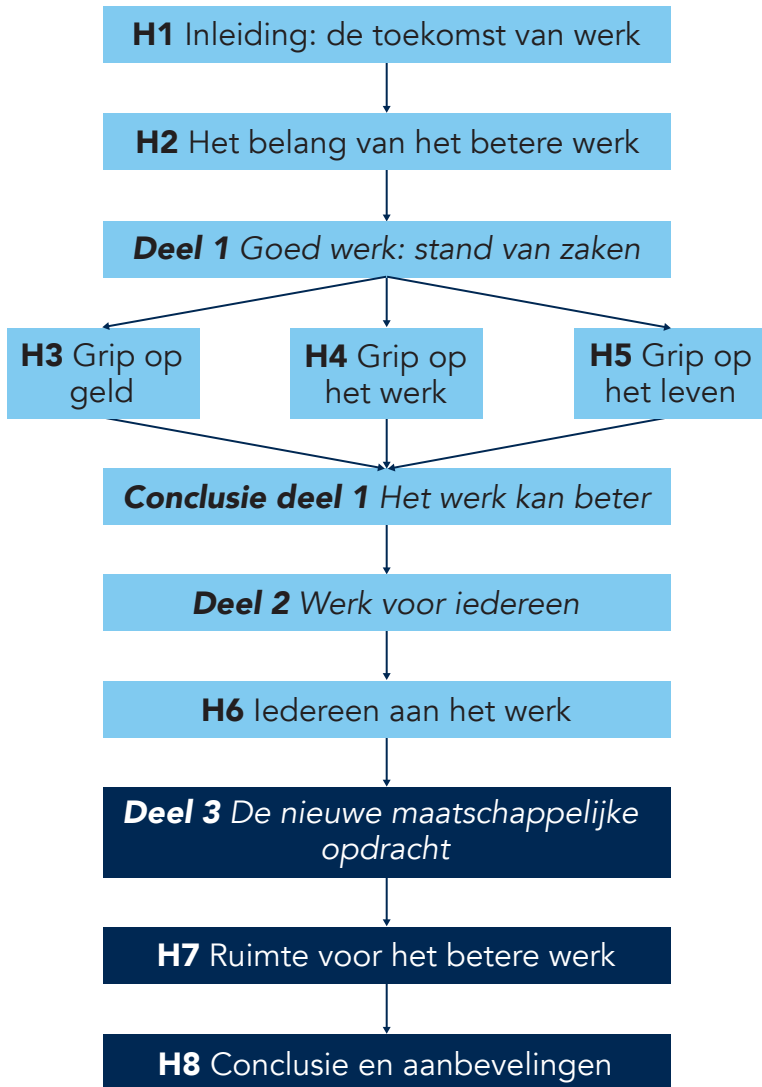 H1 Inleiding: de toekomst van werk
H2 Het belang van het betere werk
Deel 1 Goed werk: stand van zaken
H3 Grip op
geld
H4 Grip op
het werk
H5 Grip op
het leven
Conclusie deel 1 Het werk kan beter
Deel 2 Werk voor iedereen
H6 Iedereen aan het werk
Deel 3 De nieuwe maatschappelijke
opdracht
H7 Ruimte voor het betere werk
H8 Conclusie en aanbevelingen